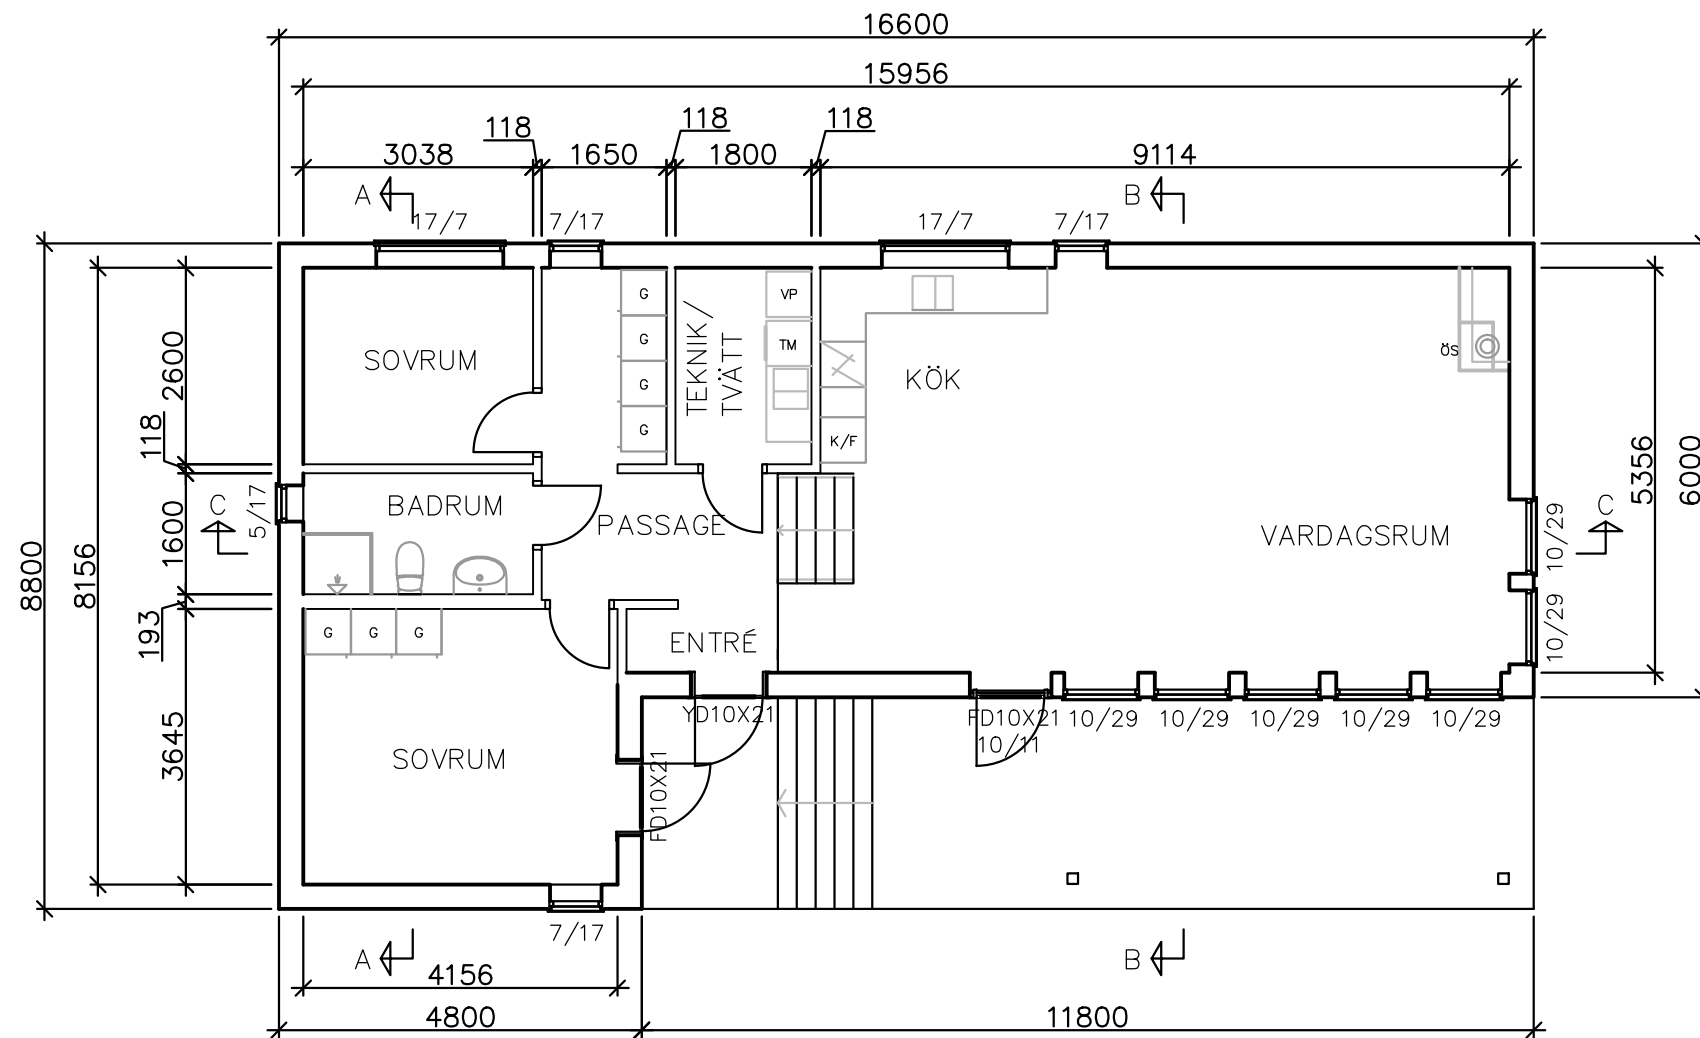 16600
15956
118 118 118
3038 1650 1800 9114
A B
17/7 7/17 17/7 7/17
G VP
G TM
G
G
TEKNIK/
TVÄTT
SOVRUM
KÖK
K/F
ÖS
2600
118
1600
193
3645
8156
8800
5356
6000
C
5/17
BADRUM
PASSAGE
VARDAGSRUM
10/29
C
10/29
G G G
ENTRÉ
YD10X21
FD10X21
10/11
10/29 10/29 10/29 10/29 10/29
SOVRUM
FD10X21
7/17
A B
4156
4800 11800